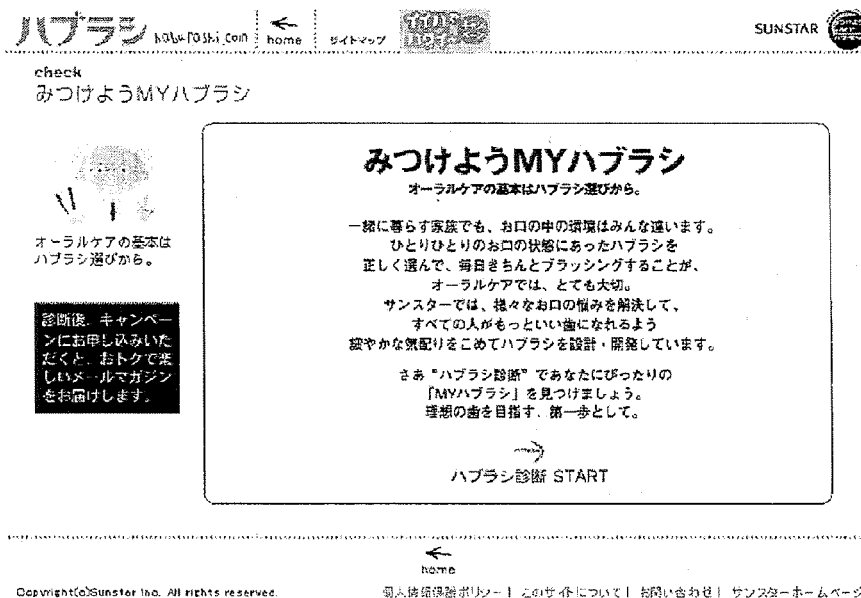 ハブラシ haburashi.com
home
サイトマップ
SUNSTAR
check
みつけようMYハブラシ
オーラルケアの基本は
ハブラシ選びから。
診断後、キャンペー
ンにお申し込みいた
だくと、おトクで楽
しいメールマガジン
をお届けします。
みつけようMYハブラシ
オーラルケアの基本はハブラシ選びから。
一緒に暮らす家族でも、お口の中の環境はみんな違います。
ひとりひとりのお口の状態にあったハブラシを
正しく選んで、毎日きちんとブラッシングすることが、
オーラルケアでは、とても大切。
サンスターでは、様々なお口の悩みを解決して、
すべての人がもっといい歯になれるよう
細やかな気配りをこめてハブラシを設計・開発しています。
さあ“ハブラシ診断”であなたにぴったりの
「MYハブラシ」を見つけましょう。
理想の歯を目指す、第一歩として。
ハブラシ診断 START
home
Copyright(c)Sunstar Inc. All rights reserved.
個人情報保護ポリシー | このサイトについて | お問い合わせ | サンスターホームページ